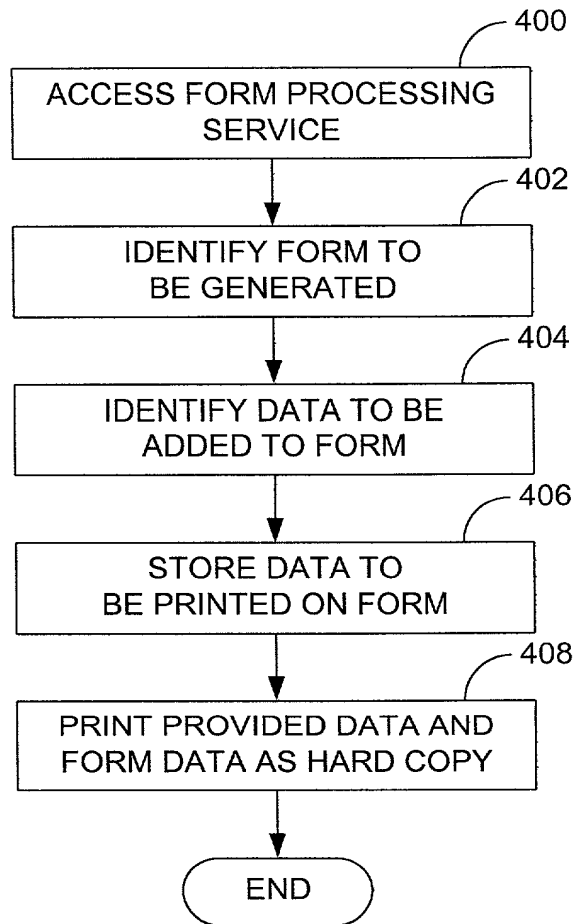 400
ACCESS FORM PROCESSING
SERVICE
402
IDENTIFY FORM TO
BE GENERATED
404
IDENTIFY DATA TO BE
ADDED TO FORM
406
STORE DATA TO
BE PRINTED ON FORM
408
PRINT PROVIDED DATA AND
FORM DATA AS HARD COPY
END